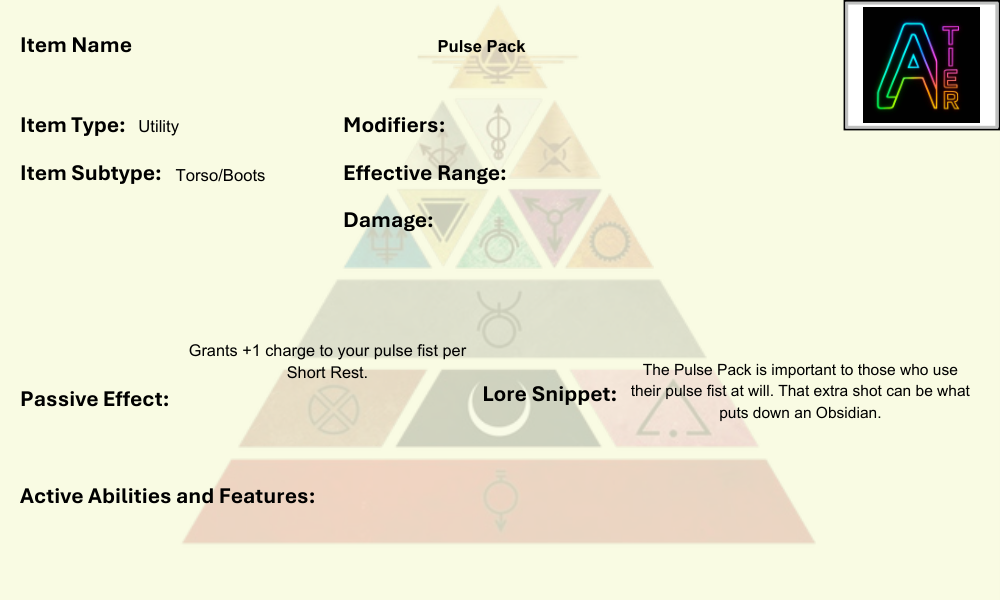 Item Name
Pulse Pack
A TIER
Item Type: Utility
Modifiers:
Item Subtype: Torso/Boots
Effective Range:
Damage:
Passive Effect:
Grants +1 charge to your pulse fist per
Short Rest.
Lore Snippet:
The Pulse Pack is important to those who use
their pulse fist at will. That extra shot can be what
puts down an Obsidian.
Active Abilities and Features: